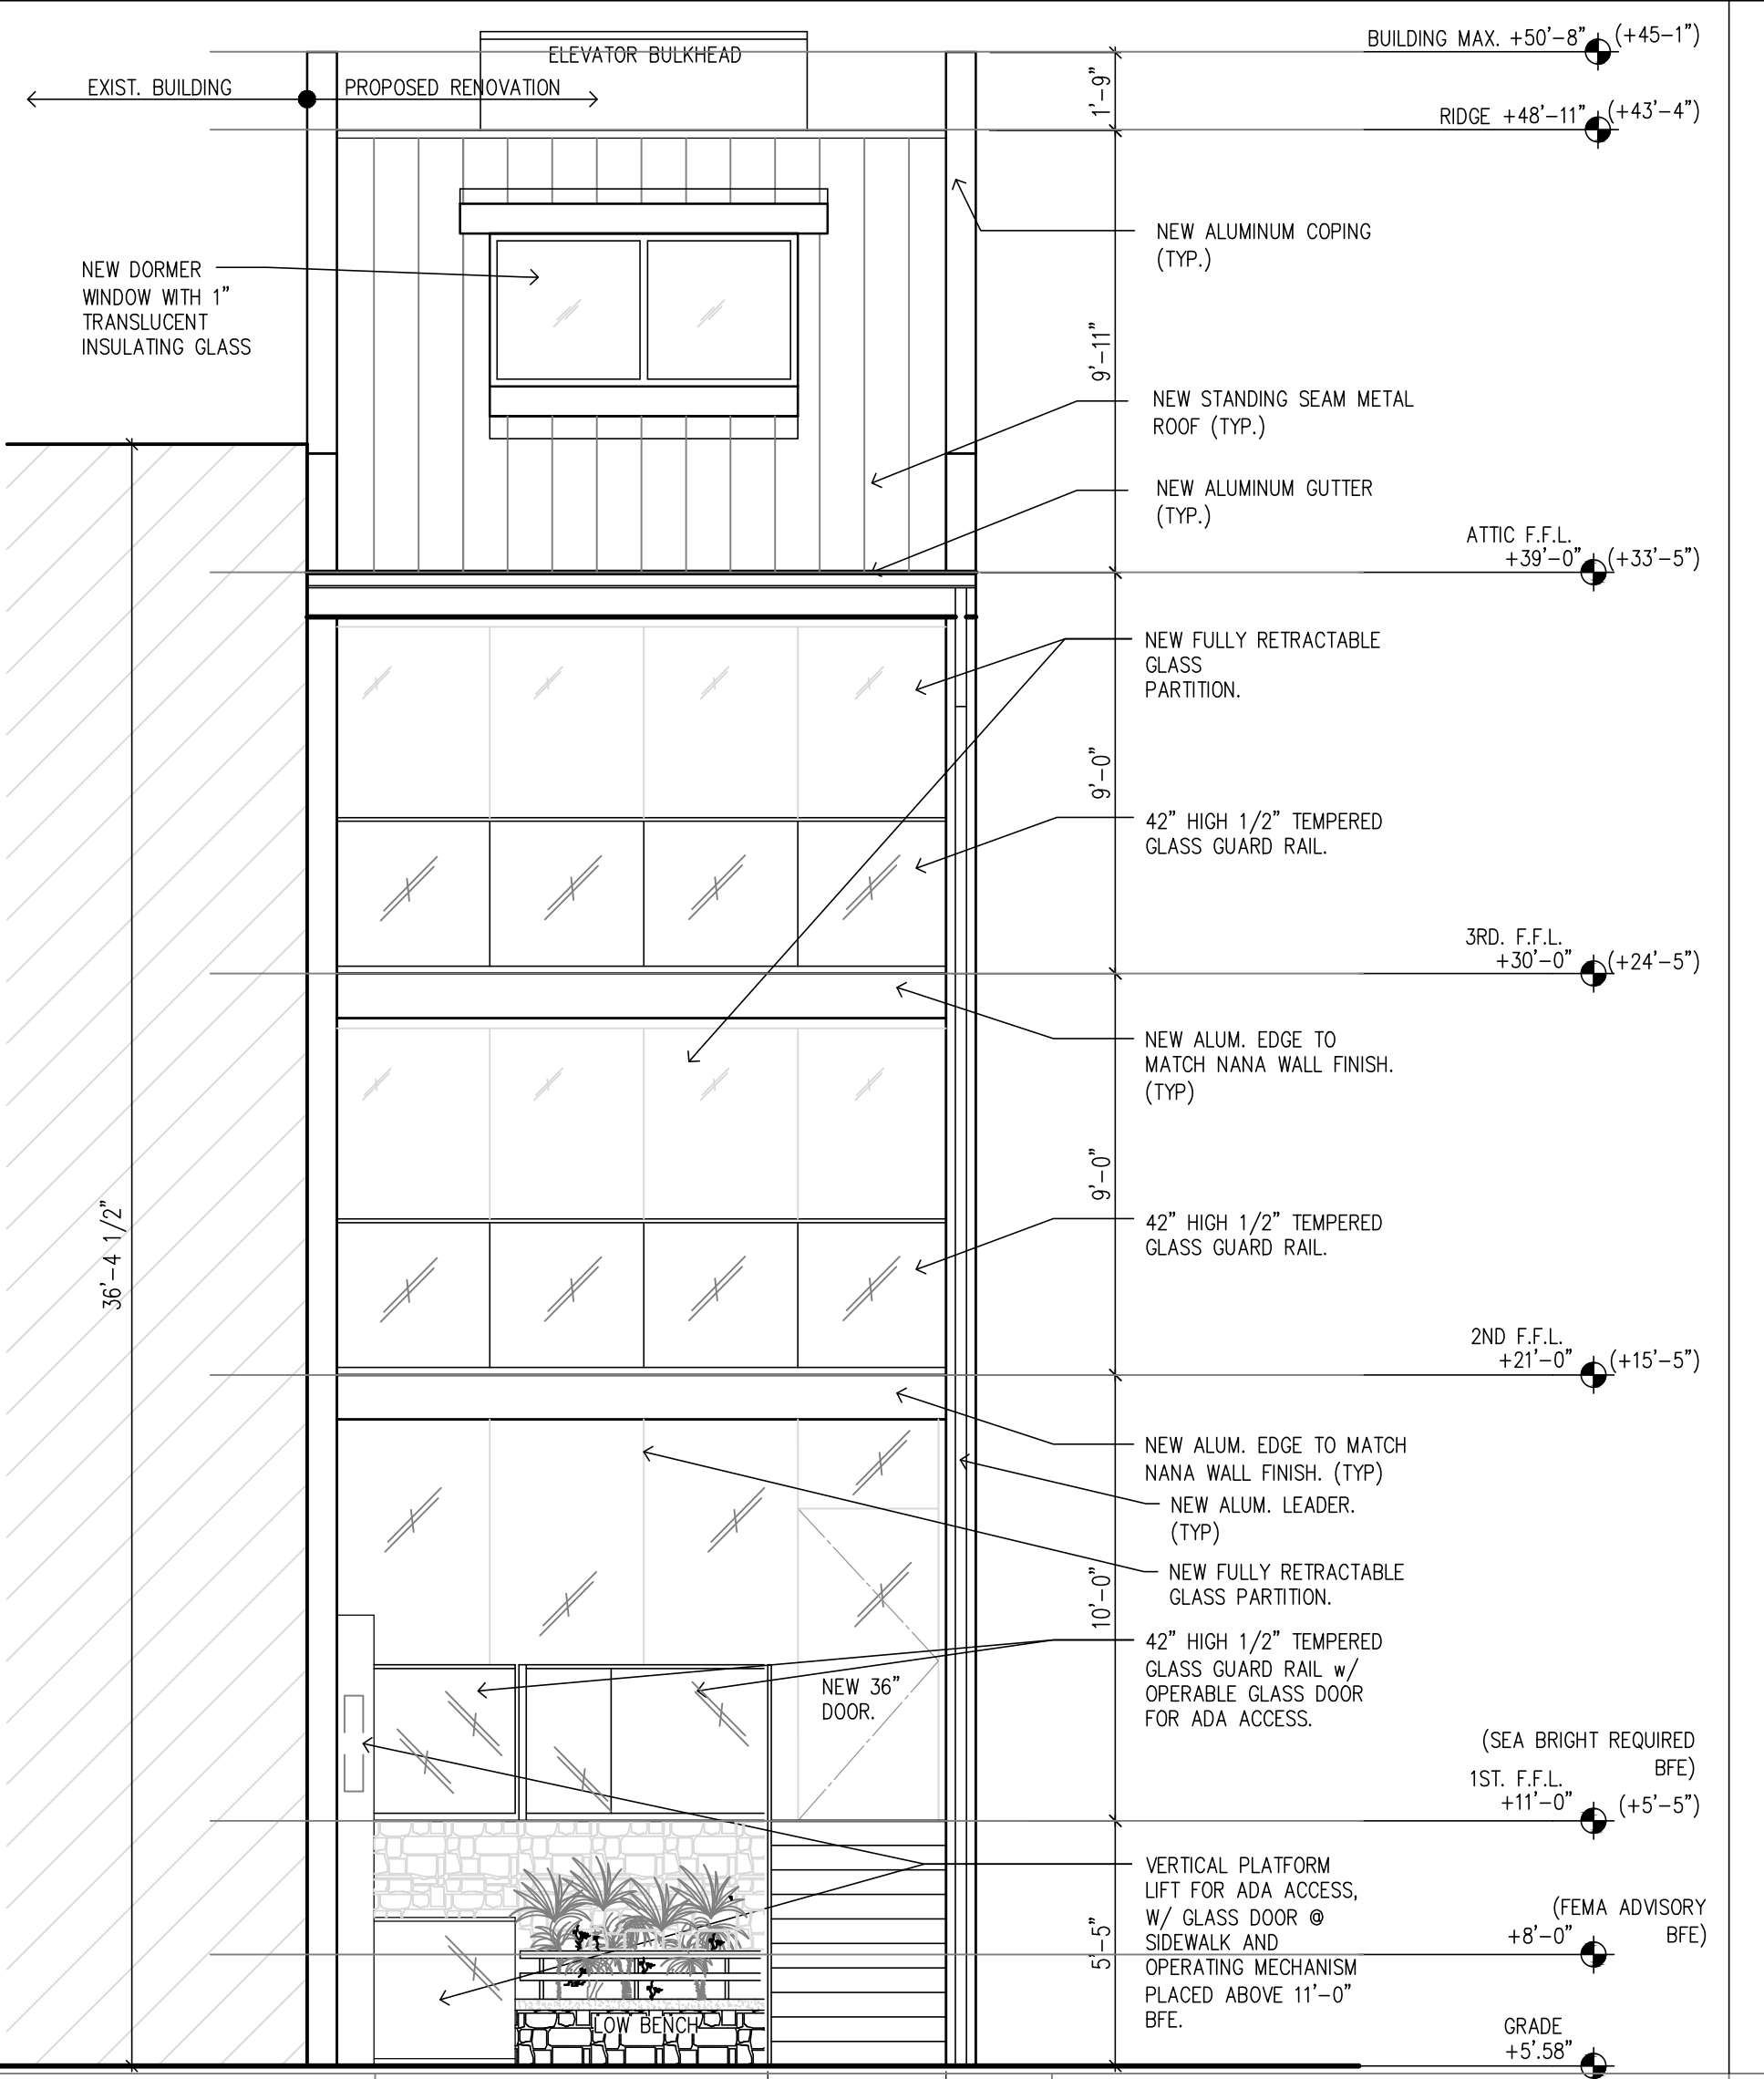 ELEVATOR BULKHEAD
BUILDING MAX. +50'-8" (+45-1")
EXIST. BUILDING
PROPOSED RENOVATION
1'-9"
RIDGE +48'-11" (+43'-4")
NEW ALUMINUM COPING
(TYP.)
NEW DORMER
WINDOW WITH 1"
TRANSLUCENT
INSULATING GLASS
9'-11"
NEW STANDING SEAM METAL
ROOF (TYP.)
NEW ALUMINUM GUTTER
(TYP.)
ATTIC F.F.L.
+39'-0" (+33'-5")
NEW FULLY RETRACTABLE
GLASS
PARTITION.
9'-0"
42" HIGH 1/2" TEMPERED
GLASS GUARD RAIL.
3RD. F.F.L.
+30'-0" (+24'-5")
NEW ALUM. EDGE TO
MATCH NANA WALL FINISH.
(TYP)
9'-0"
36'-4 1/2"
42" HIGH 1/2" TEMPERED
GLASS GUARD RAIL.
2ND F.F.L.
+21'-0" (+15'-5")
NEW ALUM. EDGE TO MATCH
NANA WALL FINISH. (TYP)
NEW ALUM. LEADER.
(TYP)
NEW FULLY RETRACTABLE
GLASS PARTITION.
10'-0"
42" HIGH 1/2" TEMPERED
GLASS GUARD RAIL w/
OPERABLE GLASS DOOR
FOR ADA ACCESS.
NEW 36"
DOOR.
(SEA BRIGHT REQUIRED
BFE)
1ST. F.F.L.
+11'-0" (+5'-5")
VERTICAL PLATFORM
LIFT FOR ADA ACCESS,
W/ GLASS DOOR @
SIDEWALK AND
OPERATING MECHANISM
PLACED ABOVE 11'-0"
BFE.
5'-5"
(FEMA ADVISORY
BFE)
+8'-0"
LOW BENCH
GRADE
+5'.58"